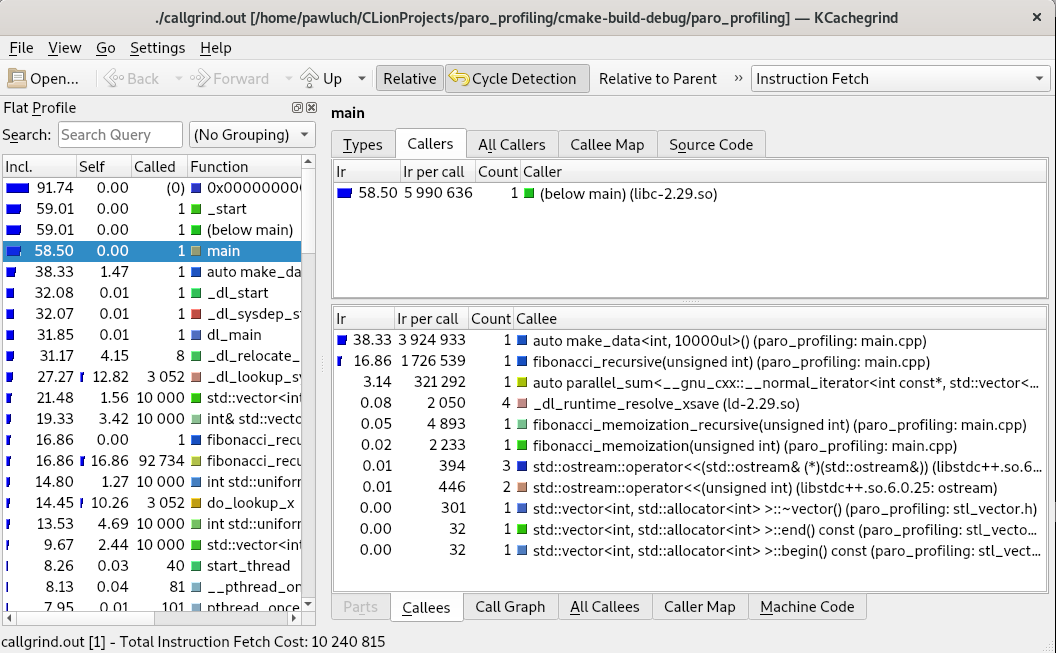 ./callgrind.out [/home/pawluch/CLionProjects/paro_profiling/cmake-build-debug/paro_profiling] — KCachegrind
File View Go Settings Help
Open... Back Forward Up Relative Cycle Detection Relative to Parent » Instruction Fetch
Flat Profile
Search: Search Query (No Grouping)
Incl. Self Called Function
91.74 0.00 (0) 0x000000000
59.01 0.00 1 _start
59.01 0.00 1 (below main)
58.50 0.00 1 main
38.33 1.47 1 auto make_da
32.08 0.01 1 _dl_start
32.07 0.01 1 _dl_sysdep_s
31.85 0.01 1 dl_main
31.17 4.15 8 _dl_relocate_
27.27 12.82 3 052 _dl_lookup_sy
21.48 1.56 10 000 std::vector<int
19.33 3.42 10 000 int& std::vecto
16.86 0.00 1 fibonacci_recu
16.86 16.86 92 734 fibonacci_recu
14.80 1.27 10 000 int std::uniform
14.45 10.26 3 052 do_lookup_x
13.53 4.69 10 000 int std::uniform
9.67 2.44 10 000 std::vector<int
8.26 0.03 40 start_thread
8.13 0.04 81 __pthread_on
7.95 0.01 101 pthread_once
main
Types Callers All Callers Callee Map Source Code
Ir Ir per call Count Caller
58.50 5 990 636 1 (below main) (libc-2.29.so)
Ir Ir per call Count Callee
38.33 3 924 933 1 auto make_data<int, 10000ul>() (paro_profiling: main.cpp)
16.86 1 726 539 1 fibonacci_recursive(unsigned int) (paro_profiling: main.cpp)
3.14 321 292 1 auto parallel_sum<__gnu_cxx::__normal_iterator<int const*, std::vector<...
0.08 2 050 4 _dl_runtime_resolve_xsave (ld-2.29.so)
0.05 4 893 1 fibonacci_memoization_recursive(unsigned int) (paro_profiling: main.cpp)
0.02 2 233 1 fibonacci_memoization(unsigned int) (paro_profiling: main.cpp)
0.01 394 3 std::ostream::operator<<(std::ostream& (*)(std::ostream&)) (libstdc++.so.6...
0.01 446 2 std::ostream::operator<<(unsigned int) (libstdc++.so.6.0.25: ostream)
0.00 301 1 std::vector<int, std::allocator<int> >::~vector() (paro_profiling: stl_vector.h)
0.00 32 1 std::vector<int, std::allocator<int> >::end() const (paro_profiling: stl_vecto...
0.00 32 1 std::vector<int, std::allocator<int> >::begin() const (paro_profiling: stl_vect...
Parts Callees Call Graph All Callees Caller Map Machine Code
callgrind.out [1] - Total Instruction Fetch Cost: 10 240 815